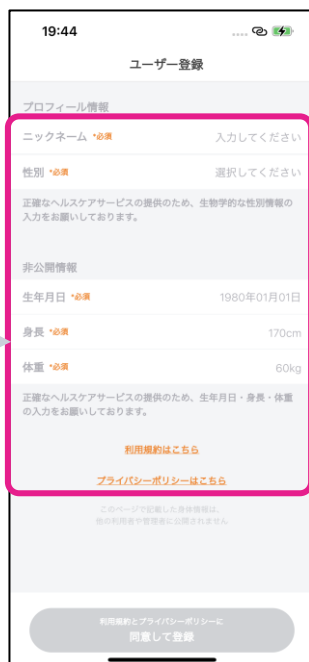 19:44
ユーザー登録
プロフィール情報
ニックネーム *必須 入力してください
性別 *必須 選択してください
正確なヘルスケアサービスの提供のため、生物学的な性別情報の
入力をお願いしております。
非公開情報
生年月日 *必須 1980年01月01日
身長 *必須 170cm
体重 *必須 60kg
正確なヘルスケアサービスの提供のため、生年月日・身長・体重
の入力をお願いしております。
利用規約はこちら
プライバシーポリシーはこちら
このページで記載した身体情報は、
他の利用者や管理者に公開されません
利用規約とプライバシーポリシーに
同意して登録